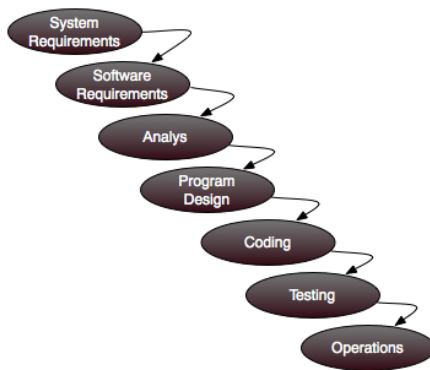 System
Requirements
Software
Requirements
Analys
Program
Design
Coding
Testing
Operations